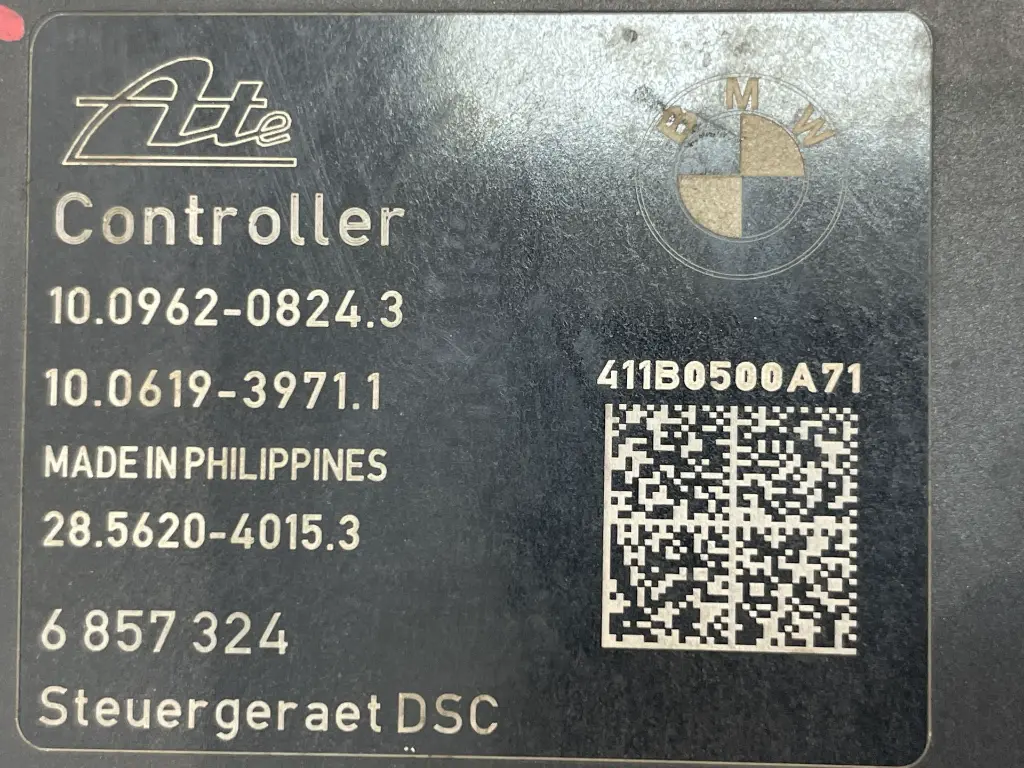 Ate
BMW
Controller
10.0962-0824.3
10.0619-3971.1
411B0500A71
MADE IN PHILIPPINES
28.5620-4015.3
6 857 324
Steuergeraet DSC